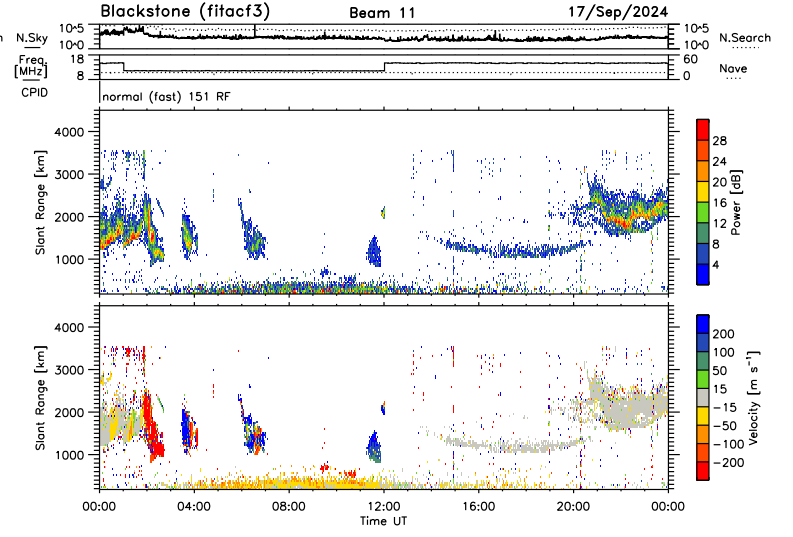 Blackstone (fitacf3)
Beam 11
17/Sep/2024
n N.Sky
10^5
10^0
10^5
10^0
N.Search
Freq.
[MHz]
18
8
60
0
Nave
CPID
normal (fast) 151 RF
Slant Range [km]
4000
3000
2000
1000
28
24
20
16
12
8
4
Power [dB]
Slant Range [km]
4000
3000
2000
1000
200
100
50
15
−15
−50
−100
−200
Velocity [m s⁻¹]
00:00 04:00 08:00 12:00 16:00 20:00 00:00
Time UT